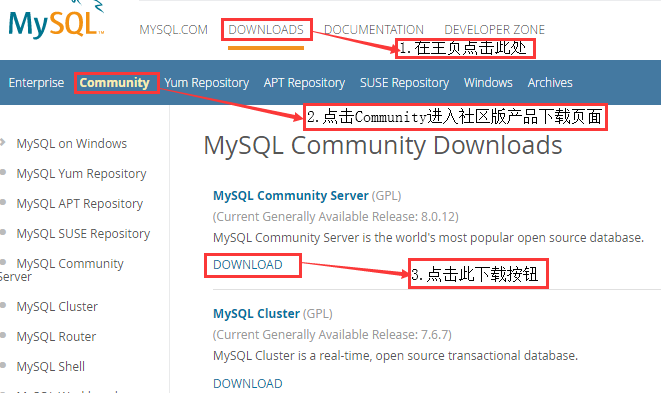 MySQL™
MYSQL.COM DOWNLOADS DOCUMENTATION DEVELOPER ZONE
1.在主页点击此处
Enterprise Community Yum Repository APT Repository SUSE Repository Windows Archives
2.点击Community进入社区版产品下载页面
MySQL on Windows
MySQL Yum Repository
MySQL APT Repository
MySQL SUSE Repository
MySQL Community
Server
MySQL Cluster
MySQL Router
MySQL Shell
MySQL Community Downloads
MySQL Community Server (GPL)
(Current Generally Available Release: 8.0.12)
MySQL Community Server is the world's most popular open source database.
DOWNLOAD
3.点击此下载按钮
MySQL Cluster (GPL)
(Current Generally Available Release: 7.6.7)
MySQL Cluster is a real-time, open source transactional database.
DOWNLOAD